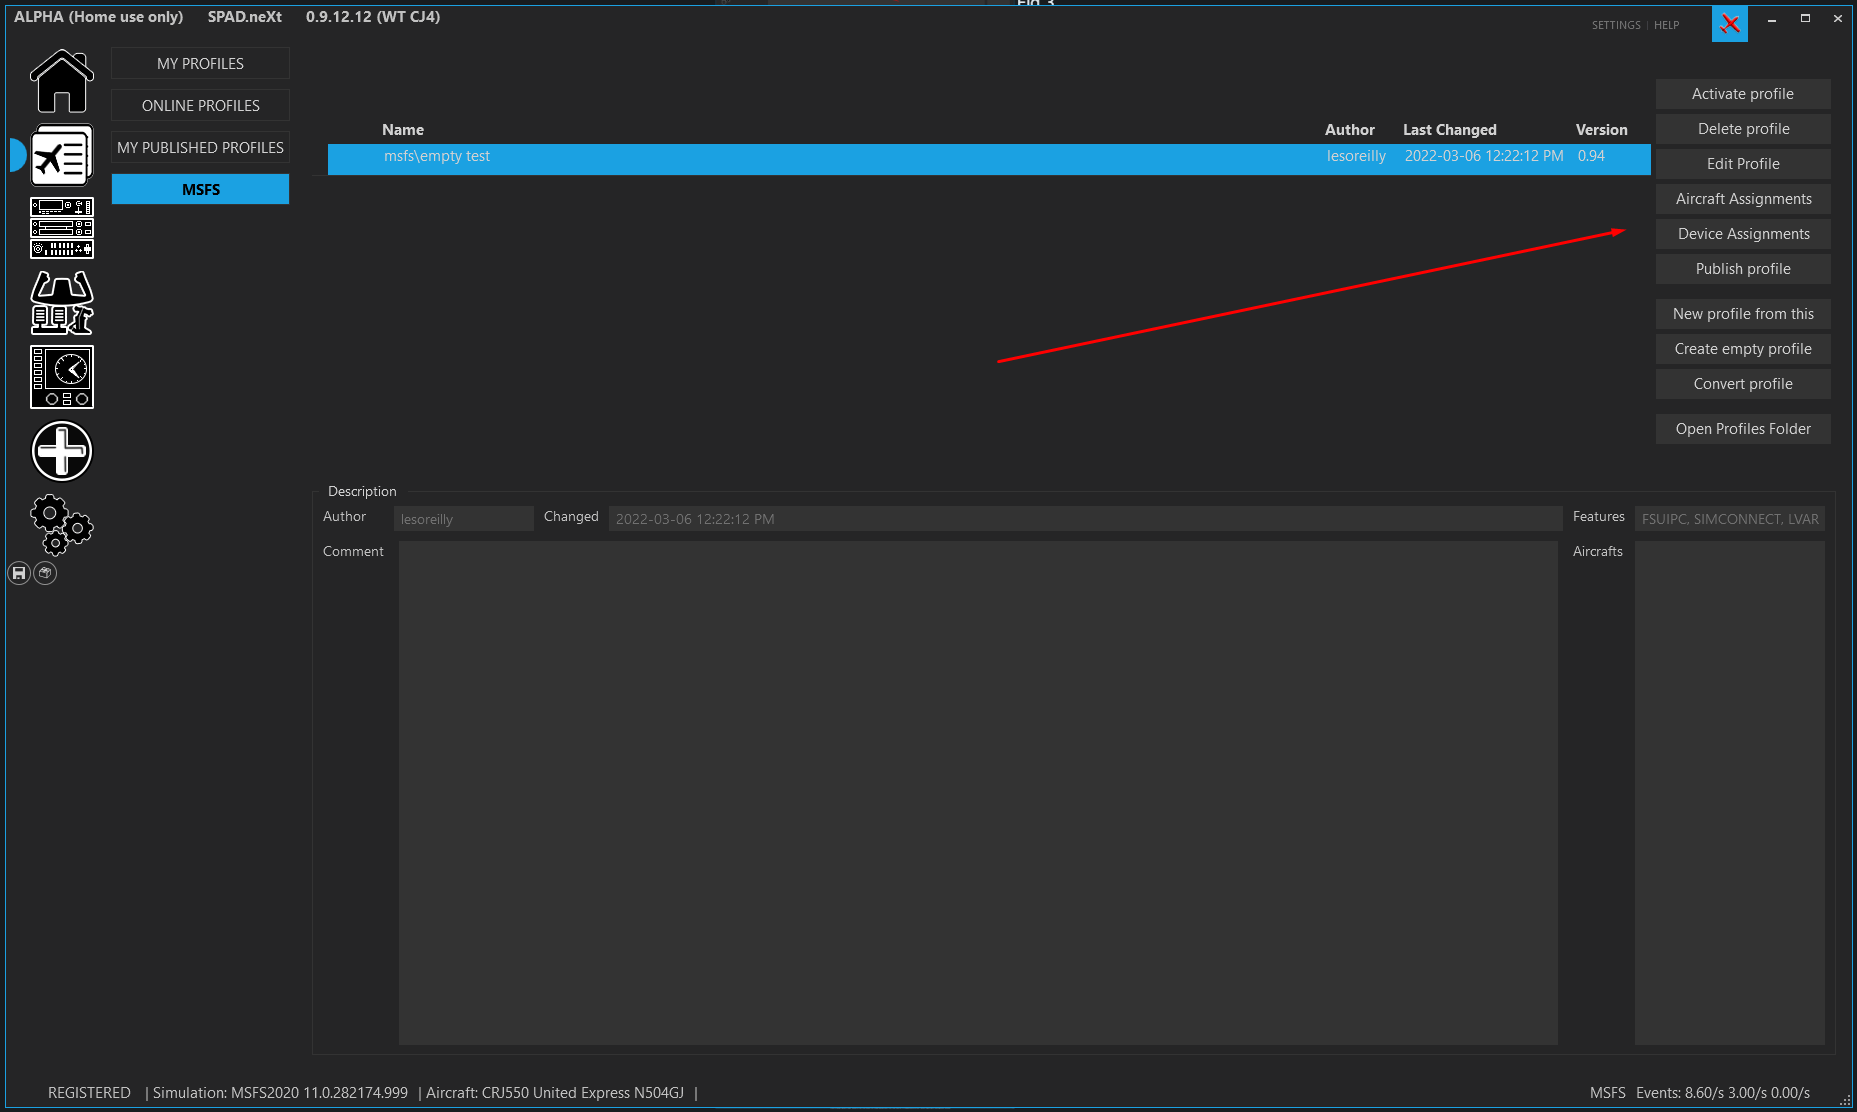 Fig 3
ALPHA (Home use only) SPAD.neXt 0.9.12.12 (WT CJ4)
SETTINGS | HELP
MY PROFILES
ONLINE PROFILES
MY PUBLISHED PROFILES
MSFS
Name Author Last Changed Version
msfs\empty test lesoreilly 2022-03-06 12:22:12 PM 0.94
Activate profile
Delete profile
Edit Profile
Aircraft Assignments
Device Assignments
Publish profile
New profile from this
Create empty profile
Convert profile
Open Profiles Folder
Description
Author lesoreilly Changed 2022-03-06 12:22:12 PM Features FSUIPC, SIMCONNECT, LVAR
Comment Aircrafts
REGISTERED | Simulation: MSFS2020 11.0.282174.999 | Aircraft: CRJ550 United Express N504GJ | MSFS Events: 8.60/s 3.00/s 0.00/s